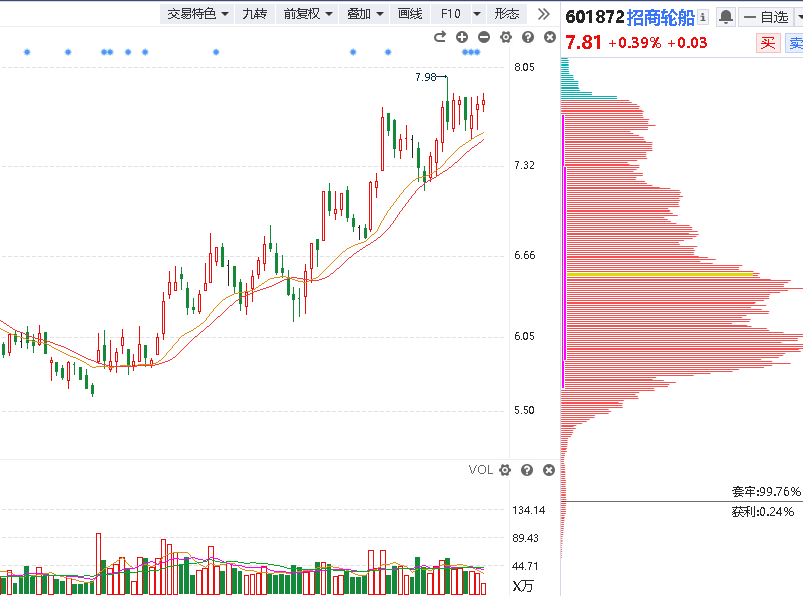 交易特色 九转 前复权 叠加 画线 F10 形态
601872 招商轮船 i 自选
7.81 +0.39% +0.03 买 卖
8.05
7.98
7.32
6.66
6.05
5.50
VOL
套牢:99.76%
获利:0.24%
134.14
89.43
44.71
X万